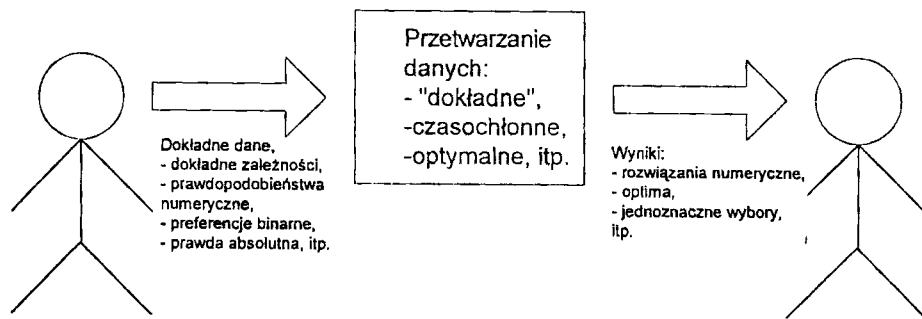 Przetwarzanie
danych:
- "dokładne",
-czasochłonne,
-optymalne, itp.
Dokładne dane,
- dokładne zależności,
- prawdopodobieństwa
numeryczne,
- preferencje binarne,
- prawda absolutna, itp.
Wyniki:
- rozwiązania numeryczne,
- optima,
- jednoznaczne wybory,
itp.